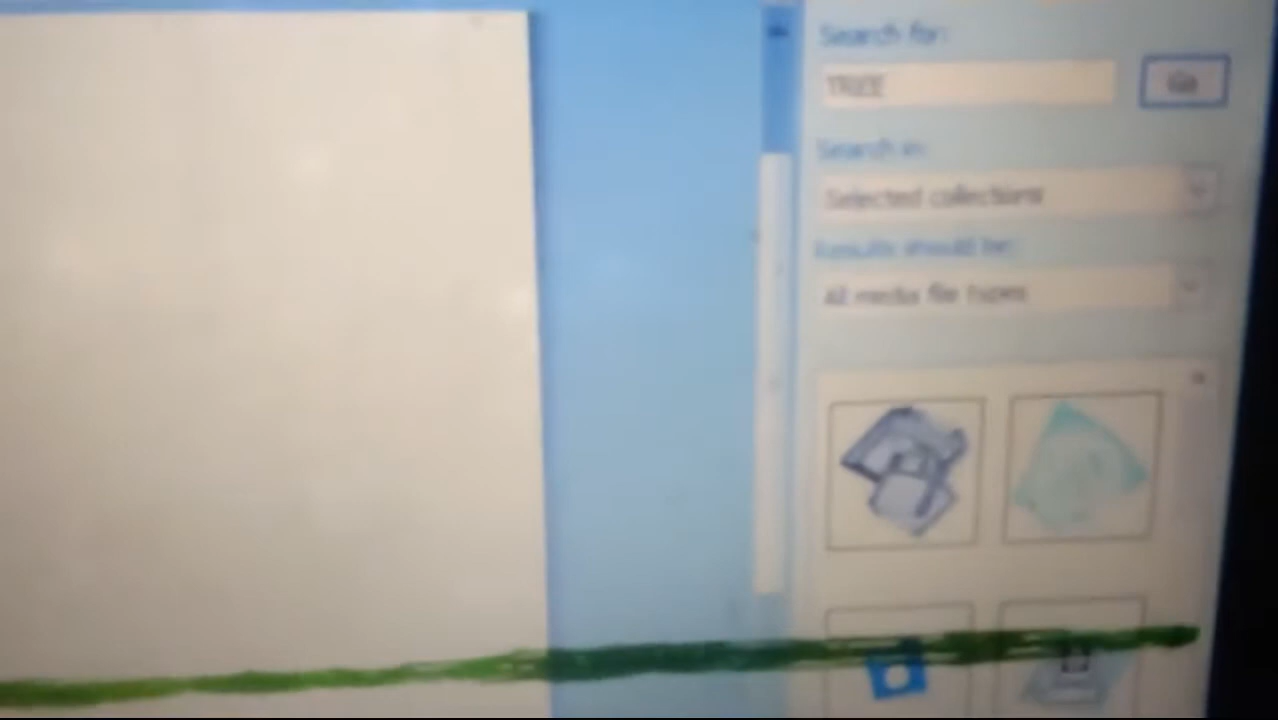 Search for:
TREE
Go
Search in:
Selected collections
Results should be:
All media file types